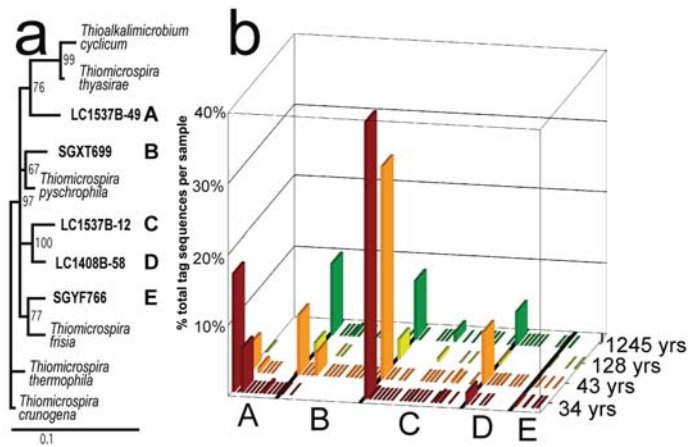 a
Thioalkalimicrobium
cyclicum
99
Thiomicrospira
thyasirae
76
LC1537B-49 A
SGXT699 B
67
Thiomicrospira
pyschrophila
97
LC1537B-12 C
100
LC1408B-58 D
SGYF766 E
77
Thiomicrospira
frisia
Thiomicrospira
thermophila
Thiomicrospira
crunogena
0.1
b
% total tag sequences per sample
40%
30%
20%
10%
1245 yrs
128 yrs
43 yrs
34 yrs
A B C D E